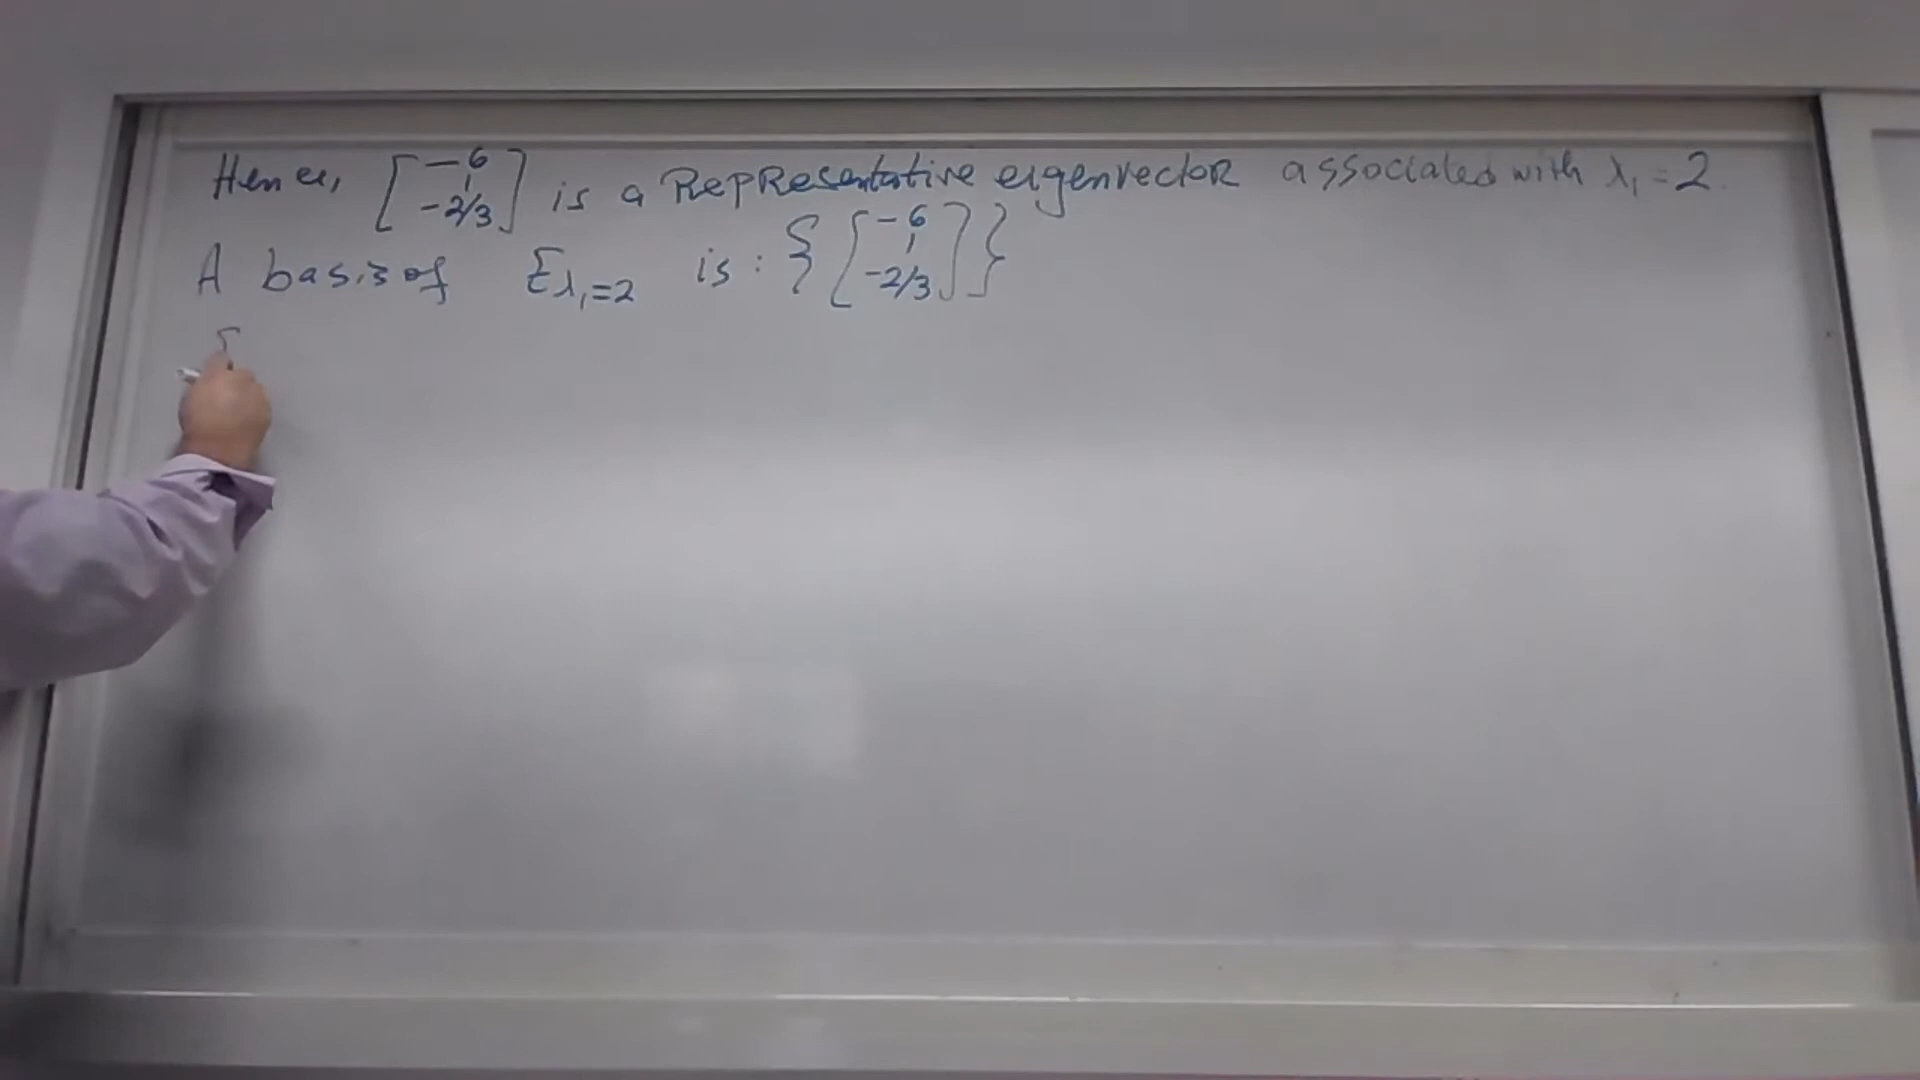 Hence, [-6 1 -2/3] is a Representative eigenvector associated with λ₁ = 2.
A basis of E λ₁=2 is: {[-6 1 -2/3]}